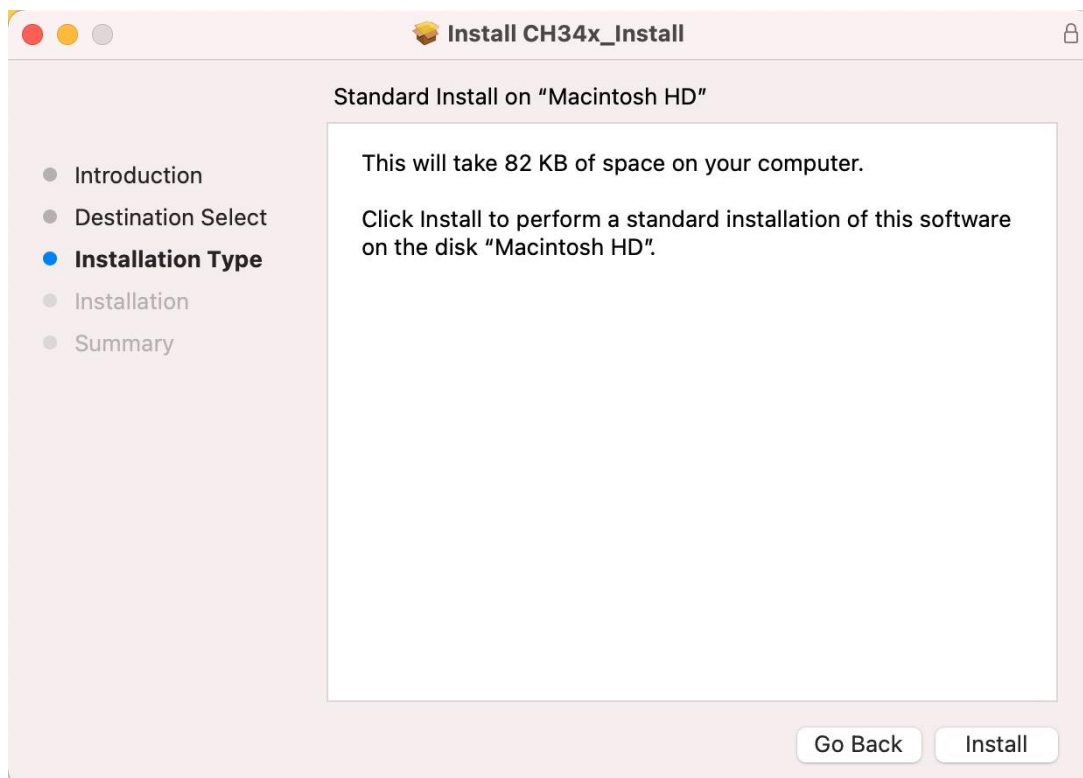 Install CH34x_Install
Standard Install on “Macintosh HD”
Introduction
Destination Select
Installation Type
Installation
Summary
This will take 82 KB of space on your computer.
Click Install to perform a standard installation of this software
on the disk “Macintosh HD”.
Go Back
Install